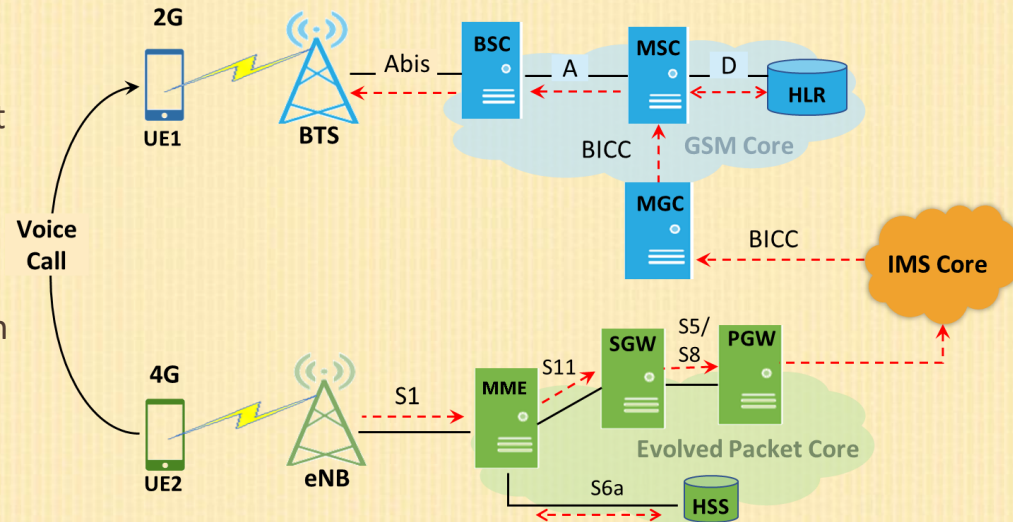 2G
BSC
MSC
Abis
A
D
HLR
UE1
BTS
GSM Core
BICC
MGC
Voice
Call
BICC
IMS Core
4G
S1
MME
S11
SGW
S5/
S8
PGW
Evolved Packet Core
UE2
eNB
S6a
HSS